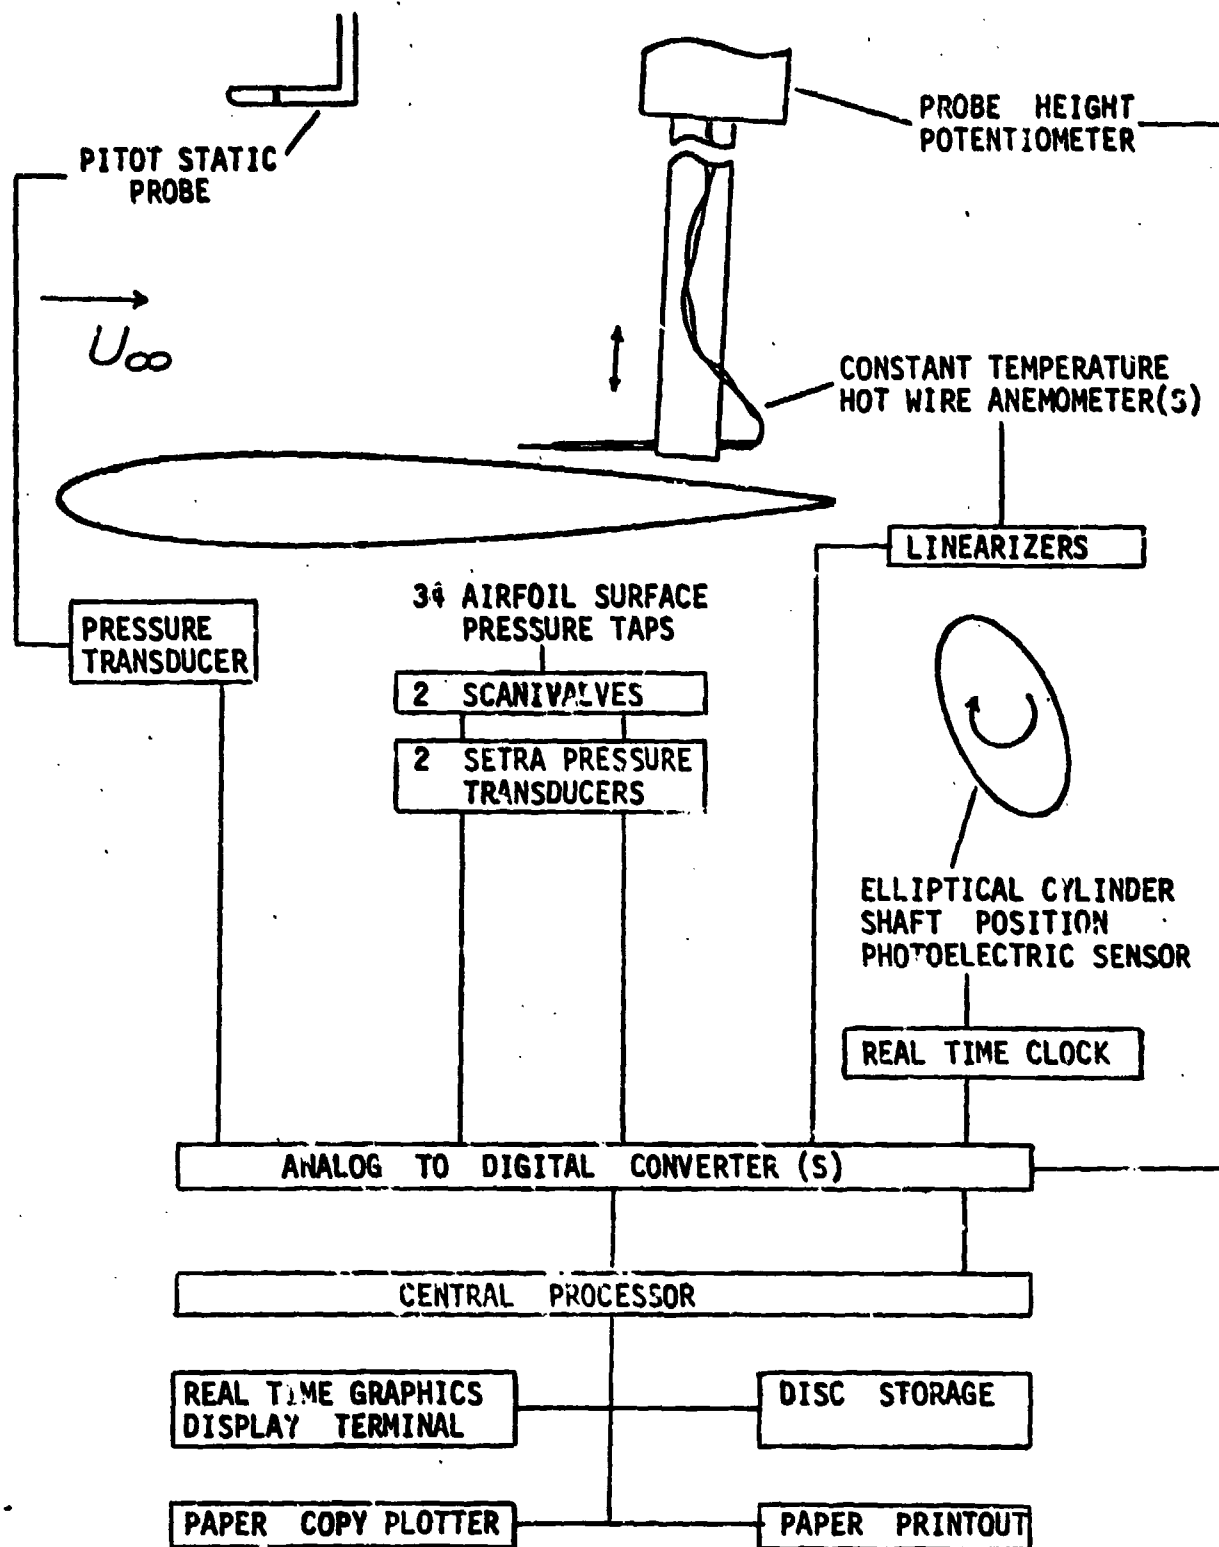 PROBE HEIGHT
POTENTIOMETER
PITOT STATIC
PROBE
U∞
CONSTANT TEMPERATURE
HOT WIRE ANEMOMETER(S)
LINEARIZERS
AIRFOIL SURFACE
PRESSURE TAPS
PRESSURE
TRANSDUCER
2 SCANIVALVES
2 SETRA PRESSURE
TRANSDUCERS
ELLIPTICAL CYLINDER
SHAFT POSITION
PHOTOELECTRIC SENSOR
REAL TIME CLOCK
ANALOG TO DIGITAL CONVERTER (S)
CENTRAL PROCESSOR
REAL TIME GRAPHICS
DISPLAY TERMINAL
DISC STORAGE
PAPER COPY PLOTTER
PAPER PRINTOUT